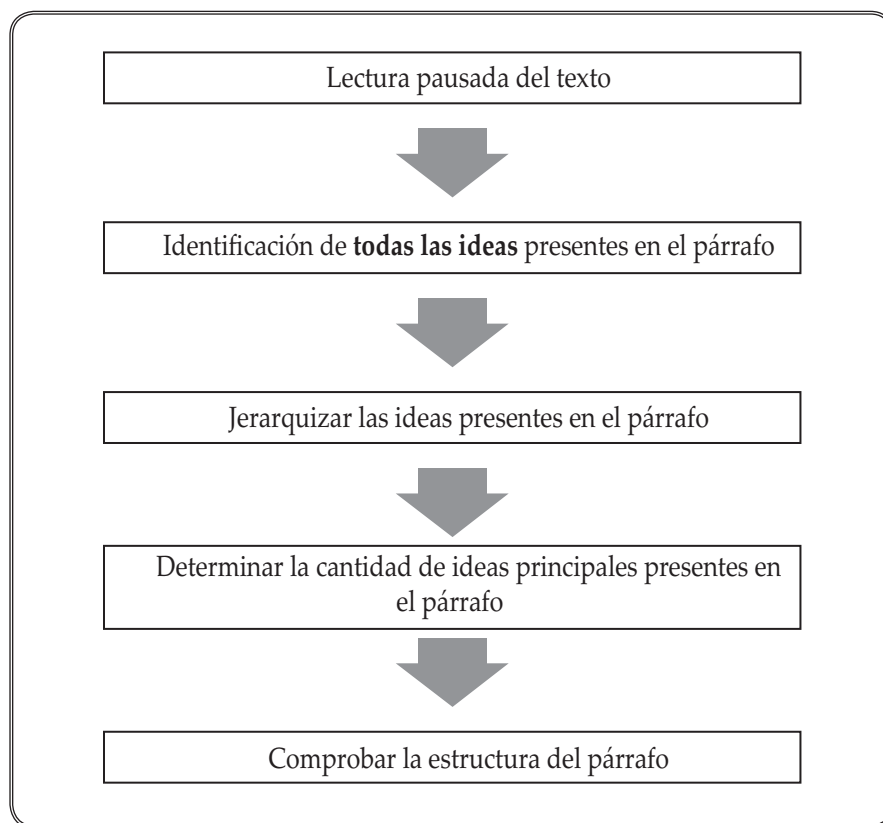 Lectura pausada del texto
Identificación de todas las ideas presentes en el párrafo
Jerarquizar las ideas presentes en el párrafo
Determinar la cantidad de ideas principales presentes en
el párrafo
Comprobar la estructura del párrafo